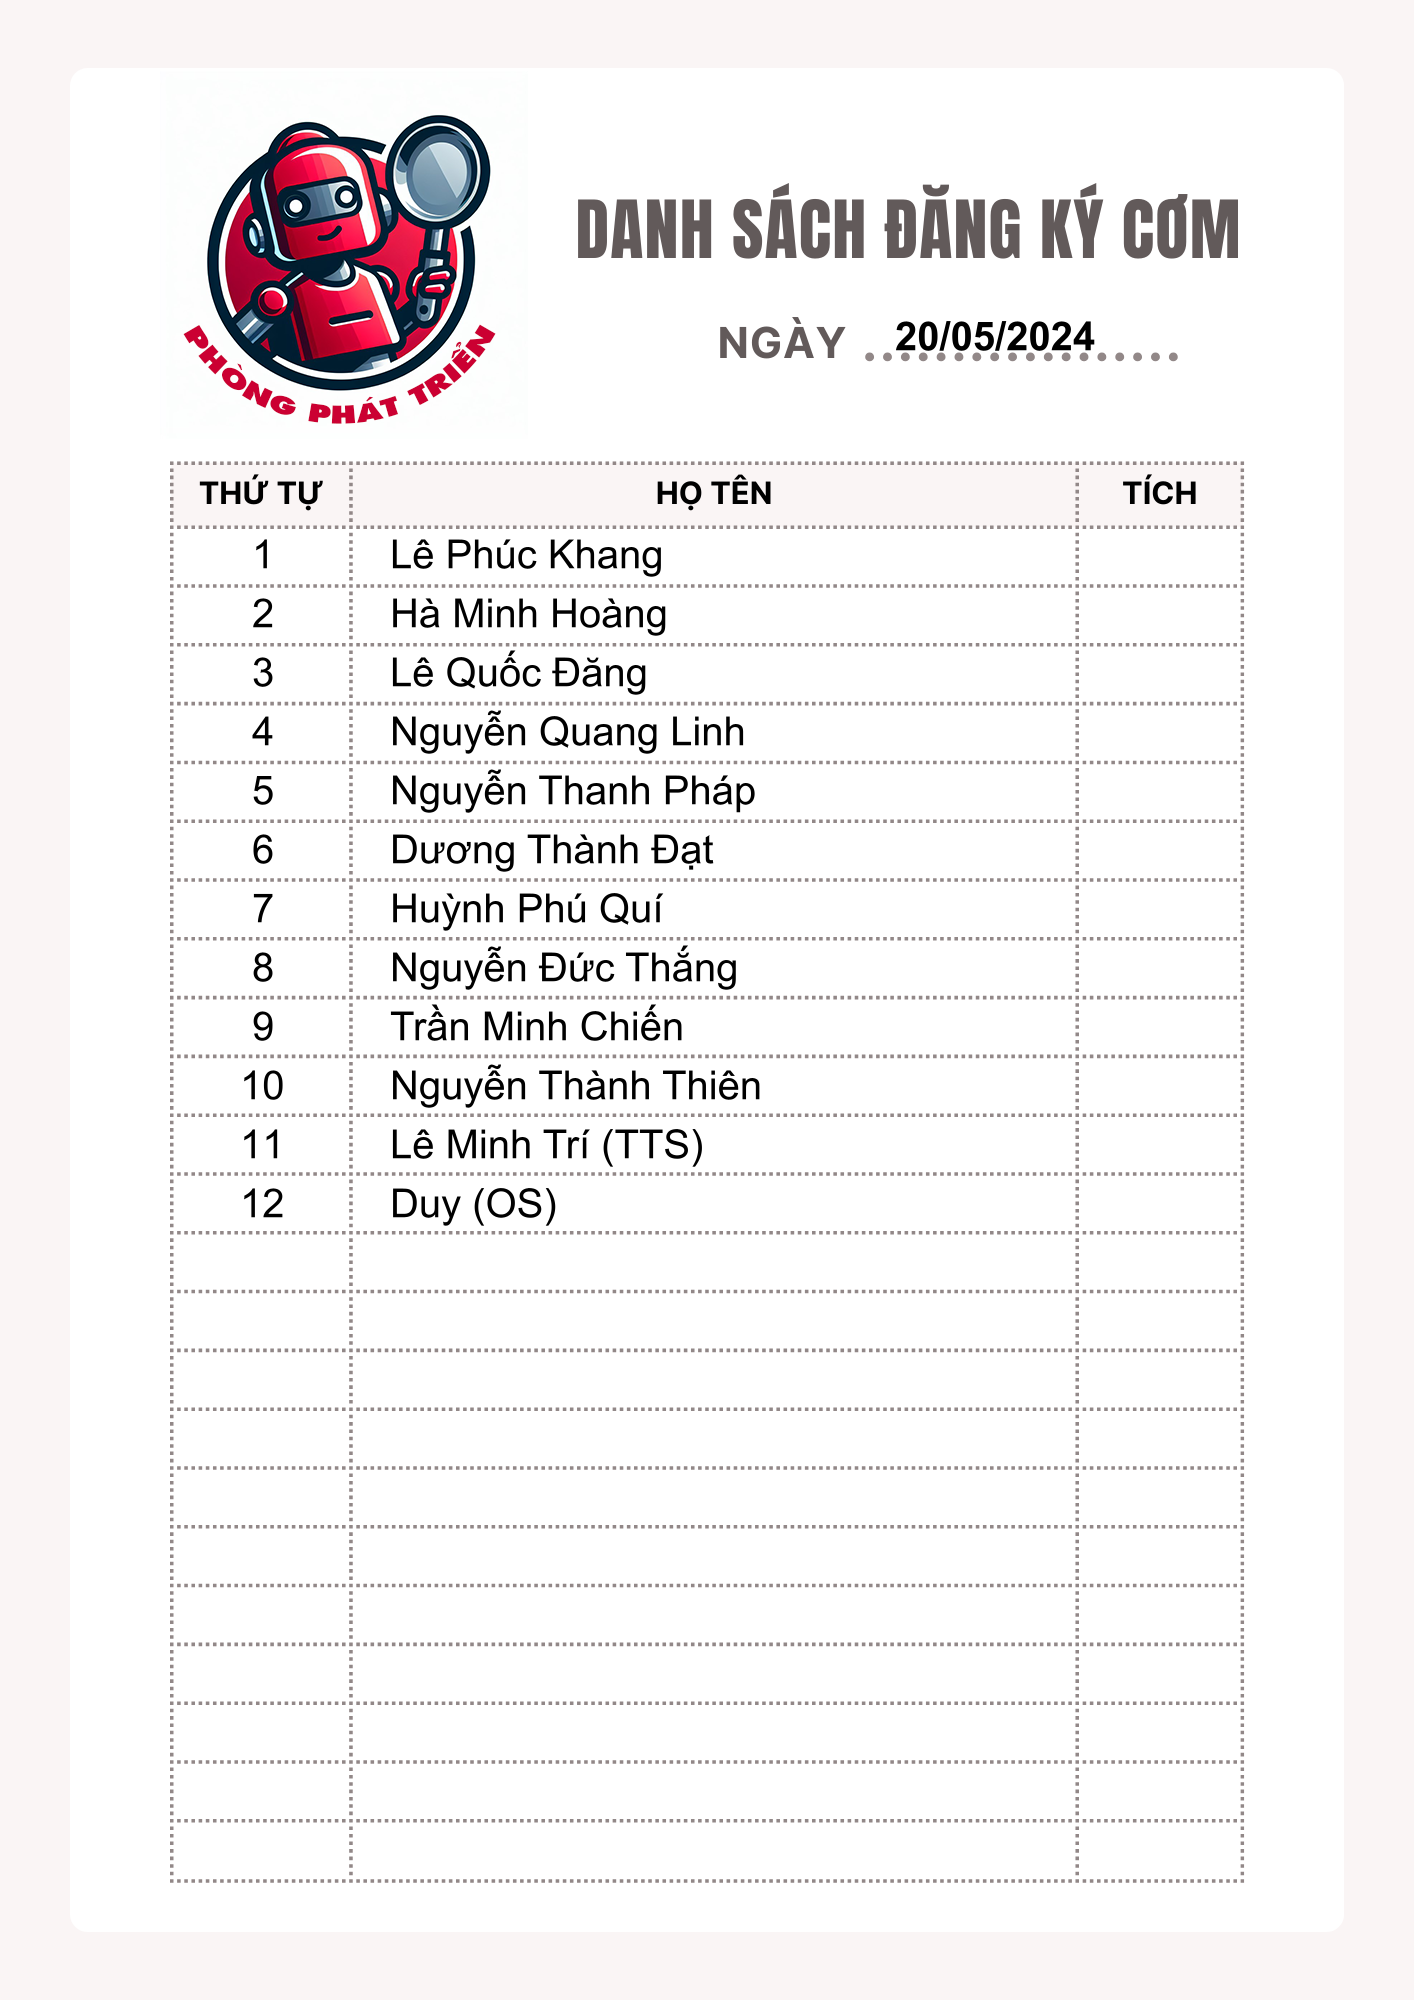 PHÒNG PHÁT TRIỂN
DANH SÁCH ĐĂNG KÝ CƠM
NGÀY 20/05/2024
THỨ TỰ HỌ TÊN TÍCH
1 Lê Phúc Khang
2 Hà Minh Hoàng
3 Lê Quốc Đăng
4 Nguyễn Quang Linh
5 Nguyễn Thanh Pháp
6 Dương Thành Đạt
7 Huỳnh Phú Quí
8 Nguyễn Đức Thắng
9 Trần Minh Chiến
10 Nguyễn Thành Thiên
11 Lê Minh Trí (TTS)
12 Duy (OS)